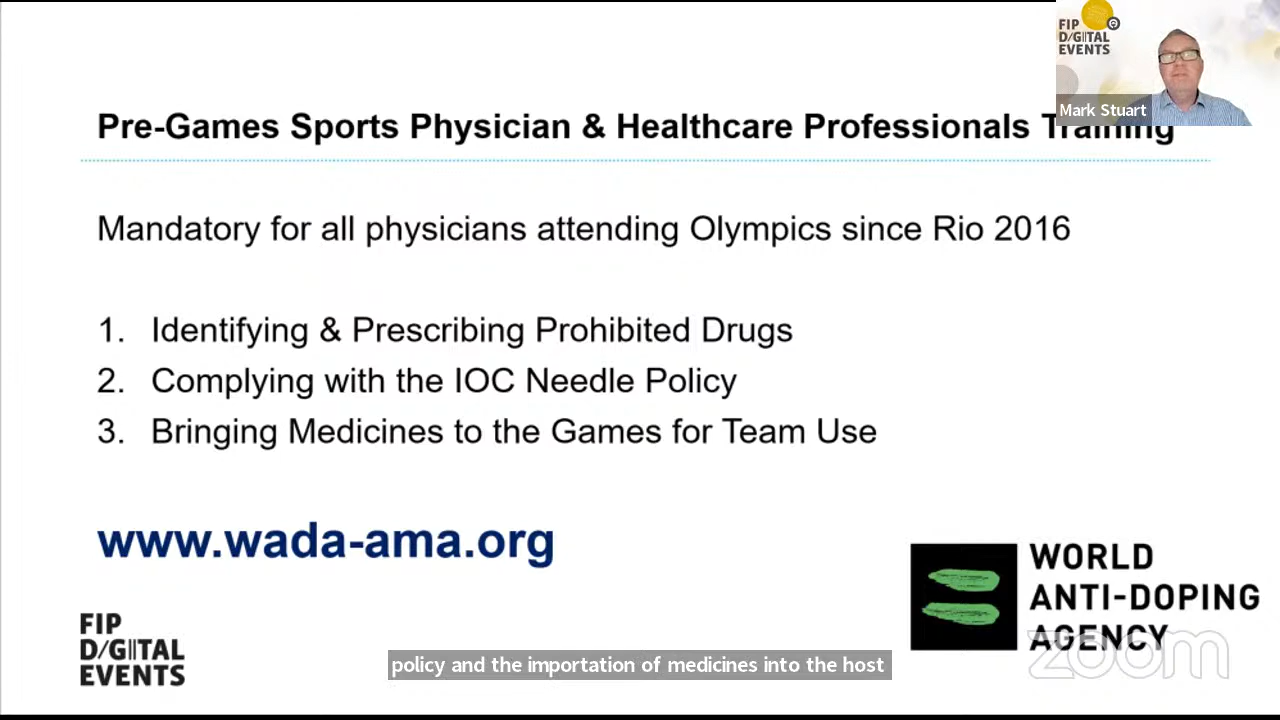 FIP
D/GITAL
EVENTS
Mark Stuart
Pre-Games Sports Physician & Healthcare Professionals Training
Mandatory for all physicians attending Olympics since Rio 2016
1. Identifying & Prescribing Prohibited Drugs
2. Complying with the IOC Needle Policy
3. Bringing Medicines to the Games for Team Use
www.wada-ama.org
WORLD
ANTI-DOPING
AGENCY
zoom
FIP
D/GITAL
EVENTS
policy and the importation of medicines into the host